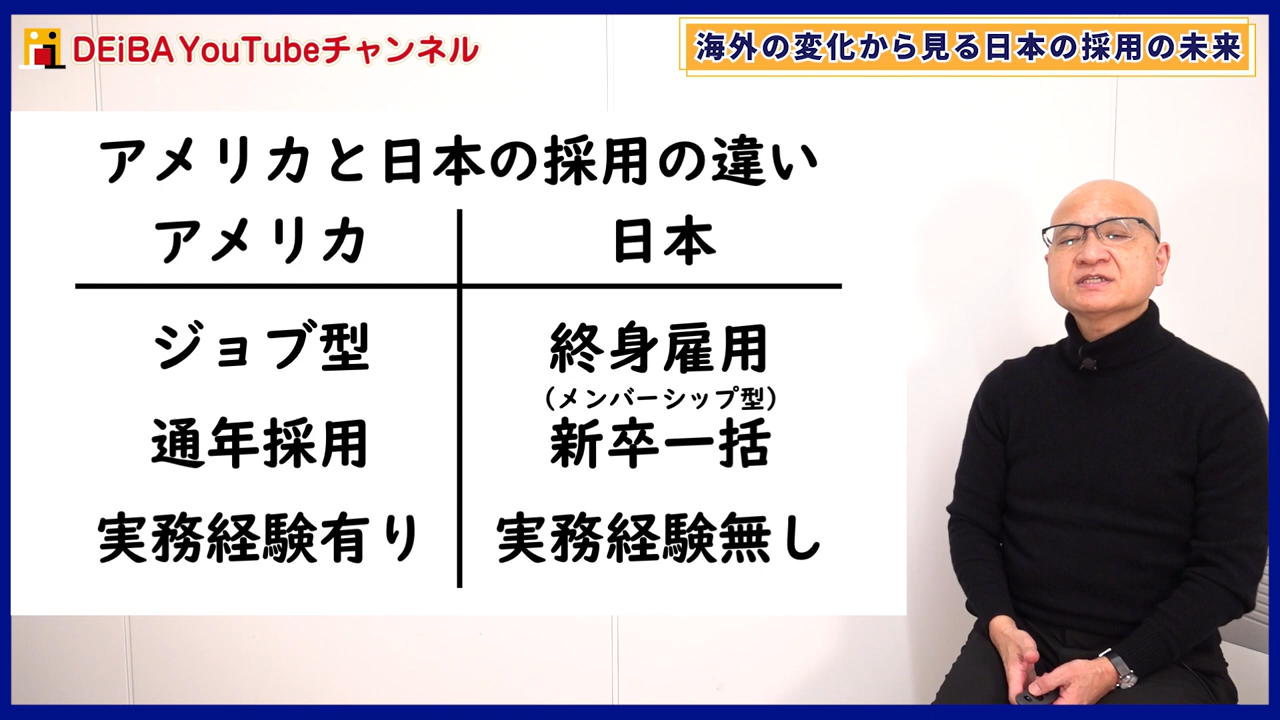 DEiBA YouTubeチャンネル
海外の変化から見る日本の採用の未来
アメリカと日本の採用の違い
アメリカ 日本
ジョブ型 終身雇用
(メンバーシップ型)
通年採用 新卒一括
実務経験有り 実務経験無し